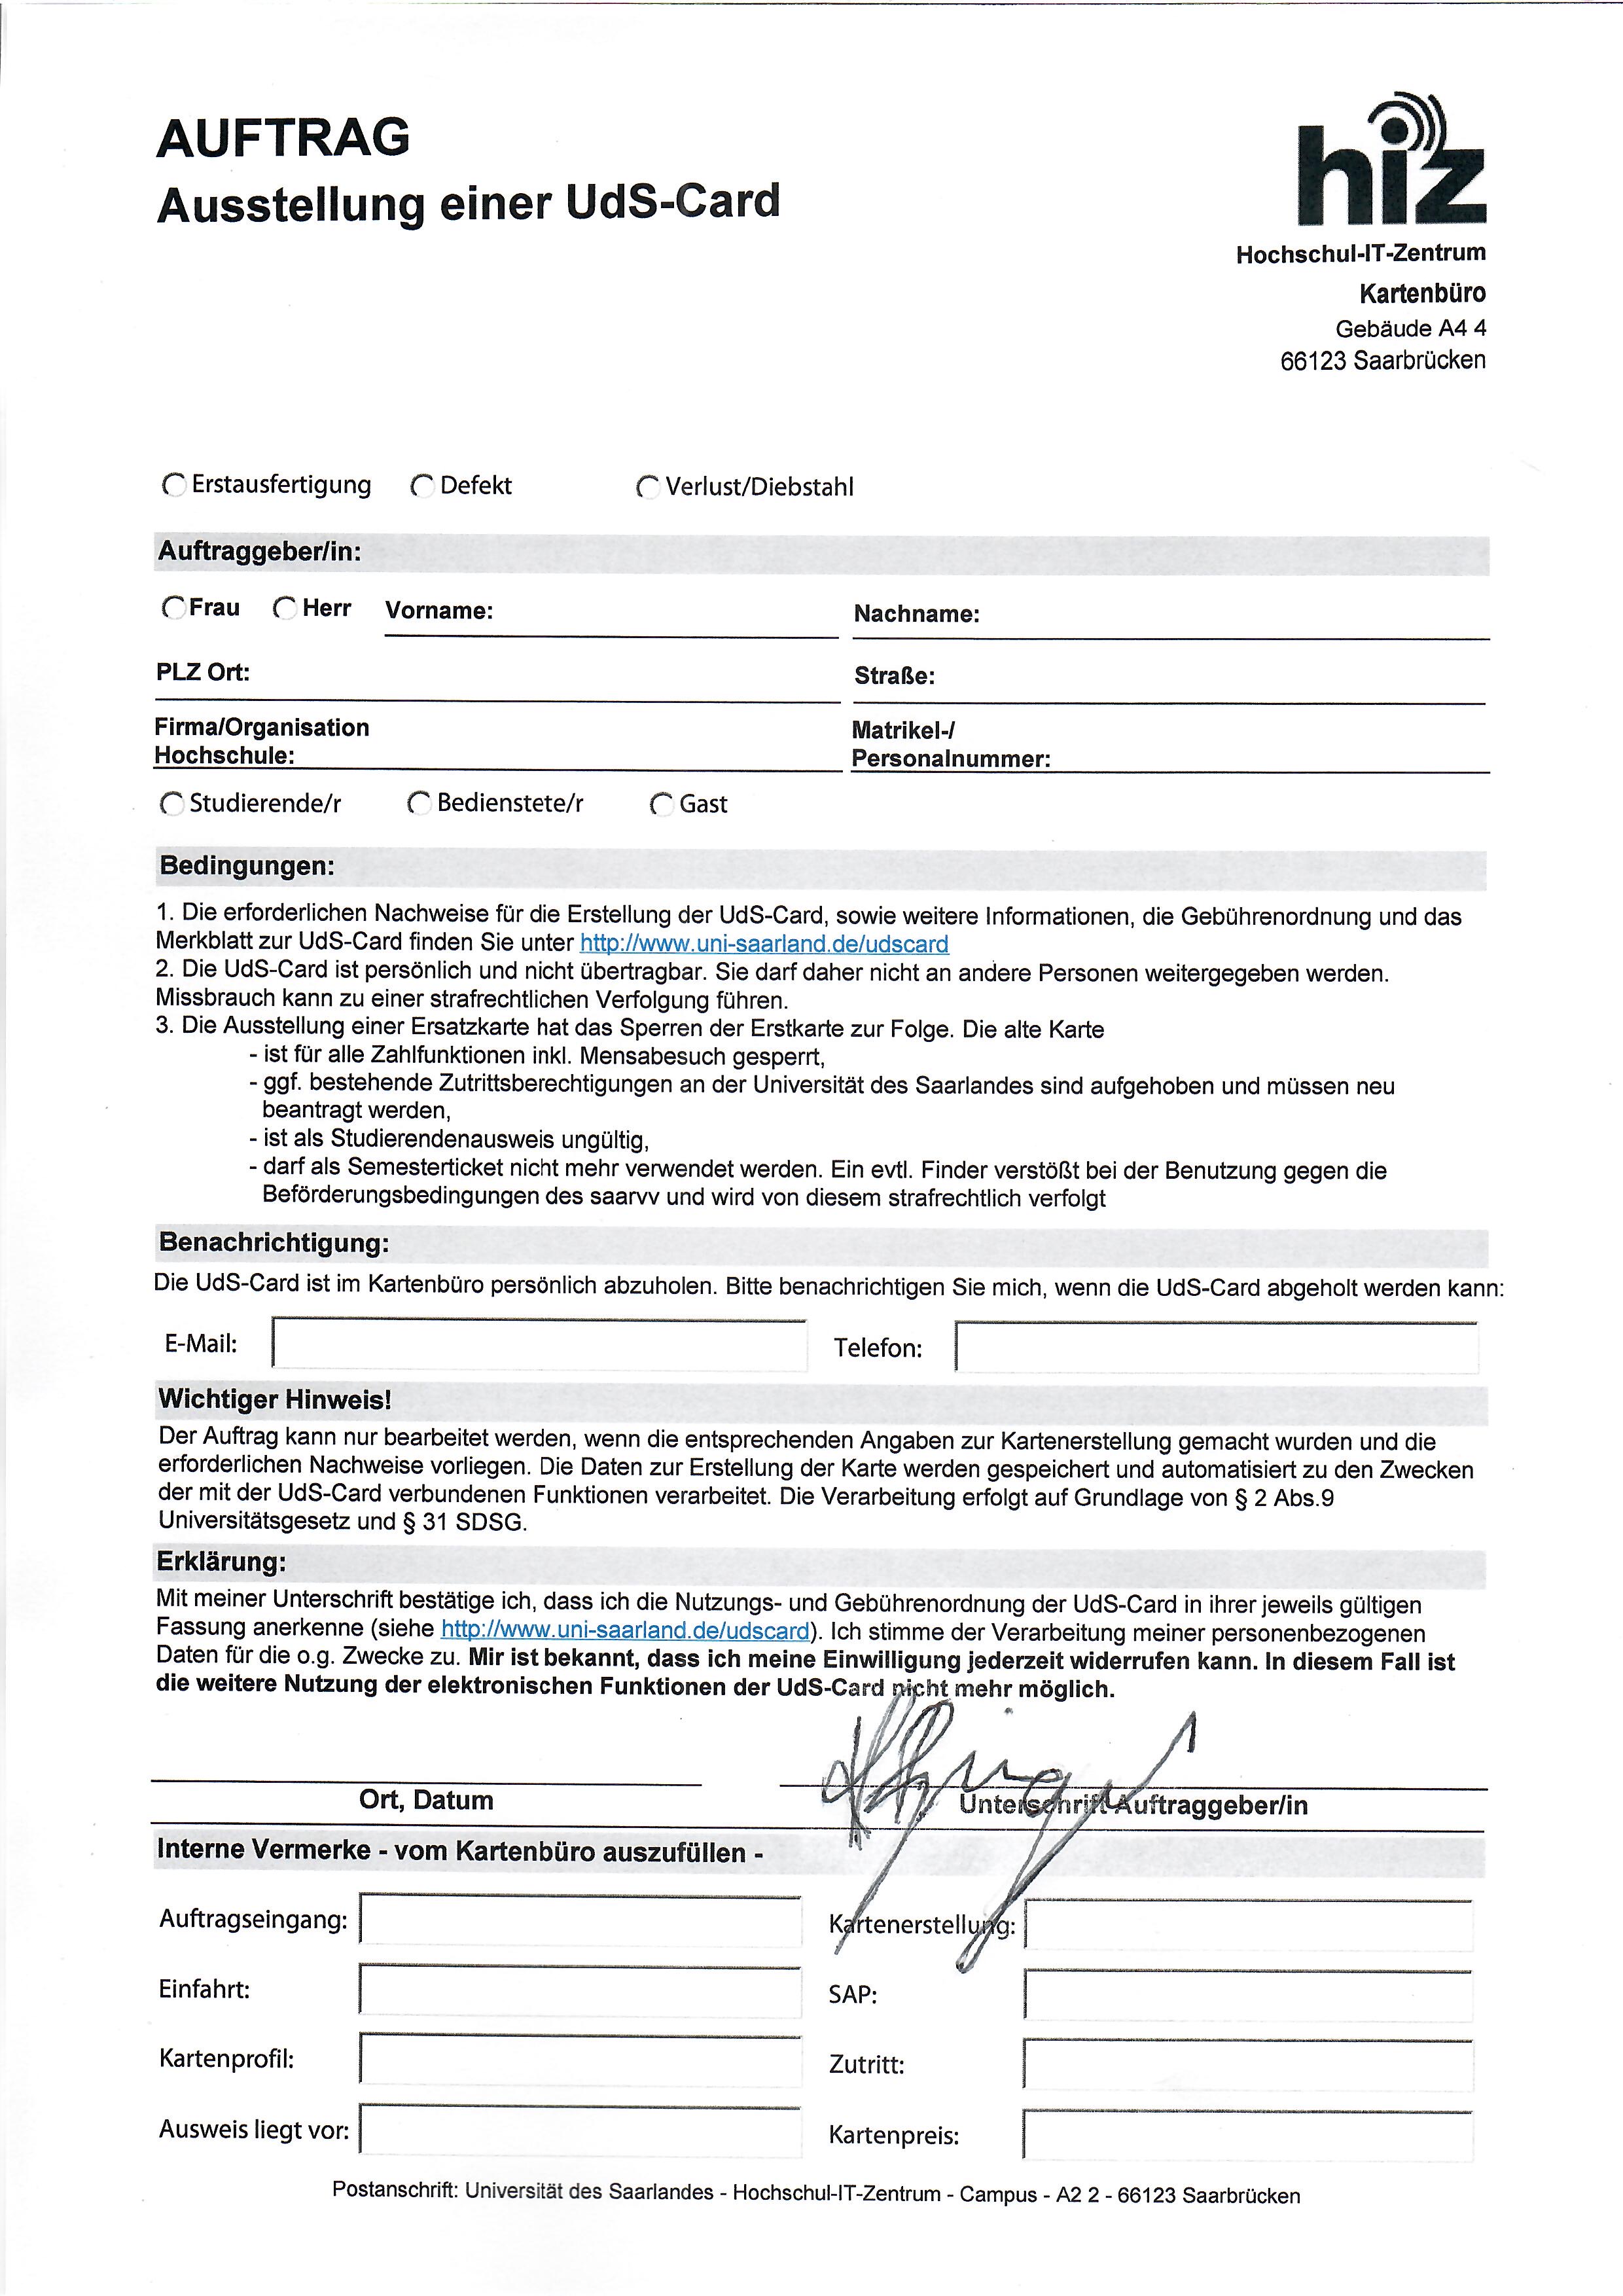 AUFTRAG
Ausstellung einer UdS-Card
hiz
Hochschul-IT-Zentrum
Kartenbüro
Gebäude A4 4
66123 Saarbrücken
Erstausfertigung Defekt Verlust/Diebstahl
Auftraggeber/in:
Frau Herr Vorname: Nachname:
PLZ Ort: Straße:
Firma/Organisation Matrikel-/
Hochschule: Personalnummer:
Studierende/r Bedienstete/r Gast
Bedingungen:
1. Die erforderlichen Nachweise für die Erstellung der UdS-Card, sowie weitere Informationen, die Gebührenordnung und das
Merkblatt zur UdS-Card finden Sie unter http://www.uni-saarland.de/udscard
2. Die UdS-Card ist persönlich und nicht übertragbar. Sie darf daher nicht an andere Personen weitergegeben werden.
Missbrauch kann zu einer strafrechtlichen Verfolgung führen.
3. Die Ausstellung einer Ersatzkarte hat das Sperren der Erstkarte zur Folge. Die alte Karte
- ist für alle Zahlfunktionen inkl. Mensabesuch gesperrt,
- ggf. bestehende Zutrittsberechtigungen an der Universität des Saarlandes sind aufgehoben und müssen neu
beantragt werden,
- ist als Studierendenausweis ungültig,
- darf als Semesterticket nicht mehr verwendet werden. Ein evtl. Finder verstößt bei der Benutzung gegen die
Beförderungsbedingungen des saarvv und wird von diesem strafrechtlich verfolgt
Benachrichtigung:
Die UdS-Card ist im Kartenbüro persönlich abzuholen. Bitte benachrichtigen Sie mich, wenn die UdS-Card abgeholt werden kann:
E-Mail: Telefon:
Wichtiger Hinweis!
Der Auftrag kann nur bearbeitet werden, wenn die entsprechenden Angaben zur Kartenerstellung gemacht wurden und die
erforderlichen Nachweise vorliegen. Die Daten zur Erstellung der Karte werden gespeichert und automatisiert zu den Zwecken
der mit der UdS-Card verbundenen Funktionen verarbeitet. Die Verarbeitung erfolgt auf Grundlage von § 2 Abs.9
Universitätsgesetz und § 31 SDSG.
Erklärung:
Mit meiner Unterschrift bestätige ich, dass ich die Nutzungs- und Gebührenordnung der UdS-Card in ihrer jeweils gültigen
Fassung anerkenne (siehe http://www.uni-saarland.de/udscard). Ich stimme der Verarbeitung meiner personenbezogenen
Daten für die o.g. Zwecke zu. Mir ist bekannt, dass ich meine Einwilligung jederzeit widerrufen kann. In diesem Fall ist
die weitere Nutzung der elektronischen Funktionen der UdS-Card nicht mehr möglich.
Ort, Datum Unterschrift Auftraggeber/in
Interne Vermerke - vom Kartenbüro auszufüllen -
Auftragseingang: Kartenerstellung:
Einfahrt: SAP:
Kartenprofil: Zutritt:
Ausweis liegt vor: Kartenpreis:
Postanschrift: Universität des Saarlandes - Hochschul-IT-Zentrum - Campus - A2 2 - 66123 Saarbrücken